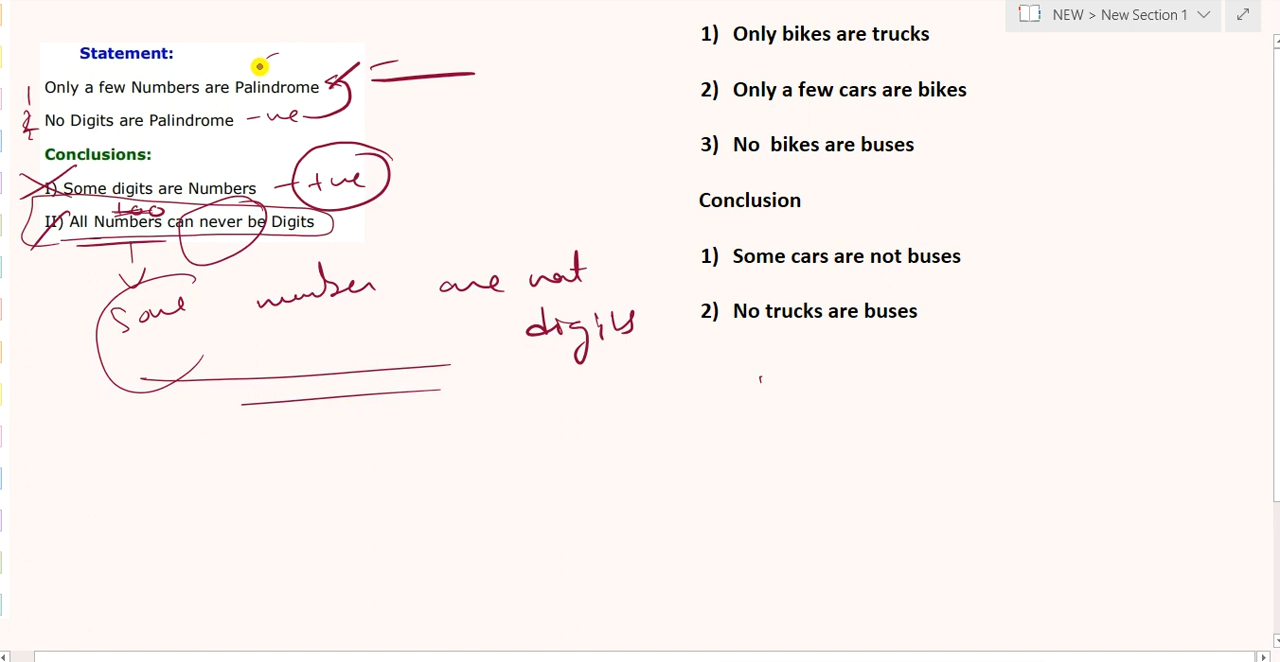 NEW > New Section 1
Statement:
Only a few Numbers are Palindrome
1
No Digits are Palindrome
-ve
2
Conclusions:
I) Some digits are Numbers
+ve
100
II) All Numbers can never be Digits
Some number are not
digits
1) Only bikes are trucks
2) Only a few cars are bikes
3) No bikes are buses
Conclusion
1) Some cars are not buses
2) No trucks are buses